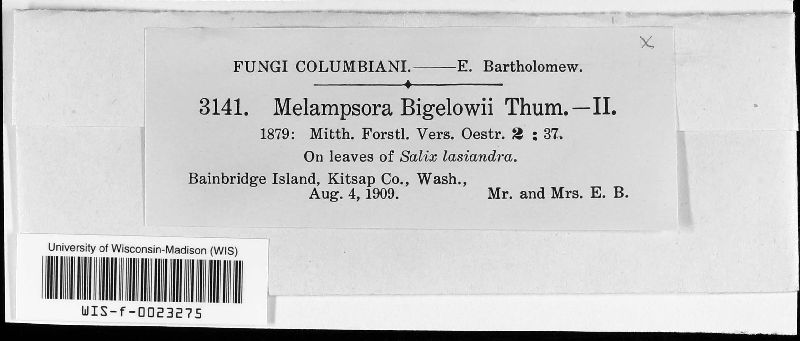 x
FUNGI COLUMBIANI.——E. Bartholomew.
3141. Melampsora Bigelowii Thum.—II.
1879: Mitth. Forstl. Vers. Oestr. 2 : 37.
On leaves of Salix lasiandra.
Bainbridge Island, Kitsap Co., Wash.,
Aug. 4, 1909. Mr. and Mrs. E. B.
University of Wisconsin-Madison (WIS)
WIS-f-0023275